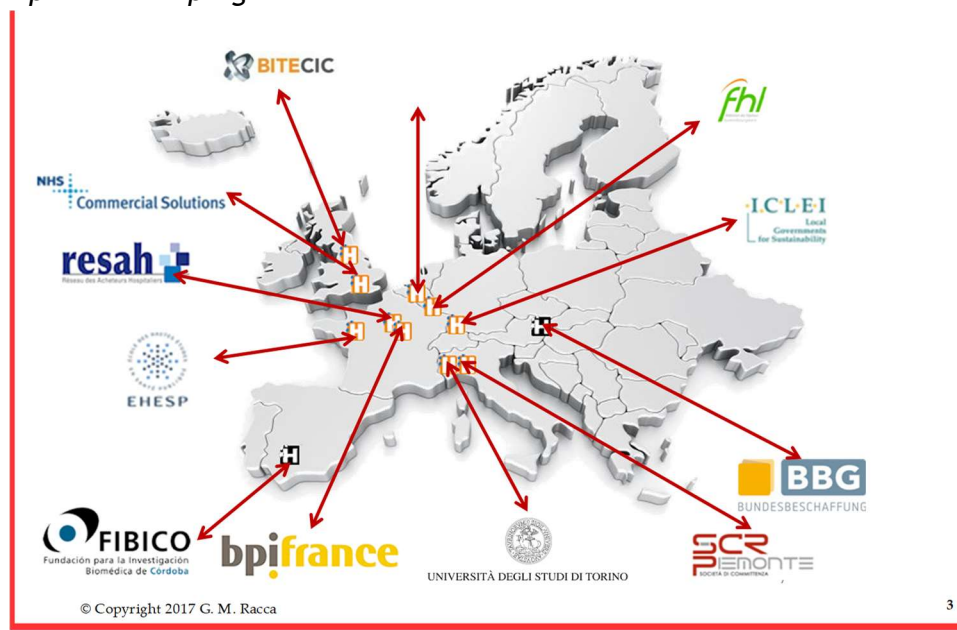 BITECIC
fhl
NHS
Commercial Solutions
I.C.L.E.I
Local
Governments
for Sustainability
resah
Réseau des Acheteurs Hospitaliers
H
H
H
H
H
H
H
H
EHESP
H
BBG
BUNDESBESCHAFFUNG
FIBICO
Fundación para la Investigación
Biomédica de Córdoba
bpifrance
UNIVERSITÀ DEGLI STUDI DI TORINO
SCR
PIEMONTE
SOCIETÀ DI COMMITTENZA
© Copyright 2017 G. M. Racca
3